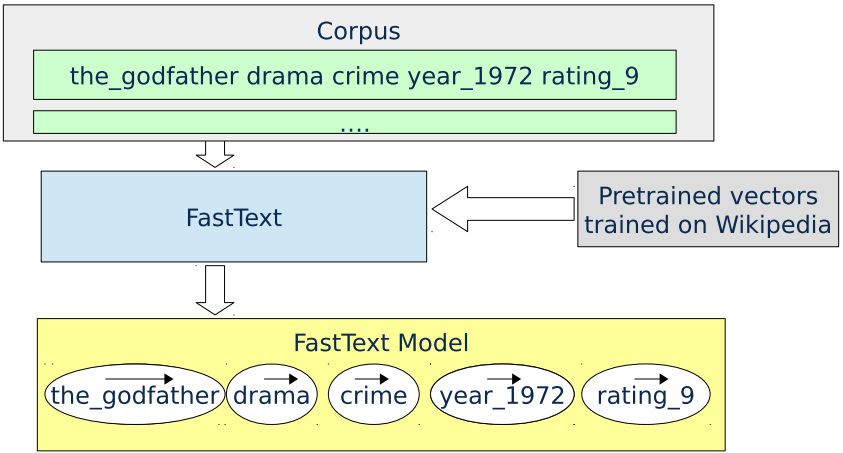 Corpus
the_godfather drama crime year_1972 rating_9
....
FastText
Pretrained vectors
trained on Wikipedia
FastText Model
the_godfather drama crime year_1972 rating_9